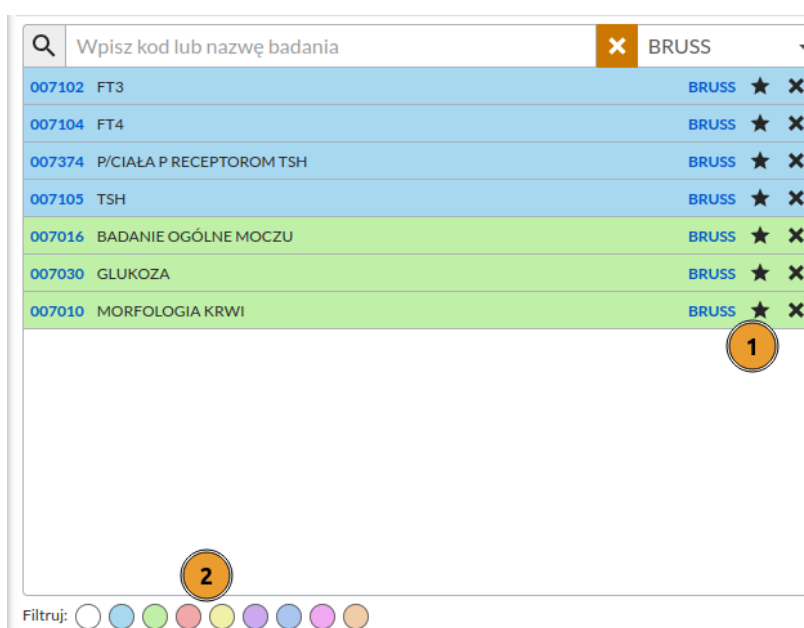 Wpisz kod lub nazwę badania BRUSS
007102 FT3 BRUSS
007104 FT4 BRUSS
007374 P/CIAŁA P RECEPTOROM TSH BRUSS
007105 TSH BRUSS
007016 BADANIE OGÓLNE MOCZU BRUSS
007030 GLUKOZA BRUSS
007010 MORFOLOGIA KRWI BRUSS
1
2
Filtruj: